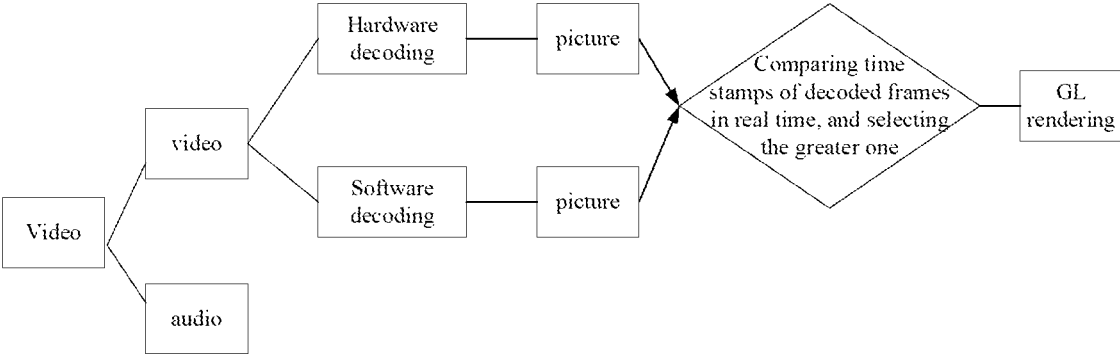 Hardware
decoding
picture
Comparing time
stamps of decoded frames
in real time, and selecting
the greater one
GL
rendering
video
Software
decoding
picture
Video
audio